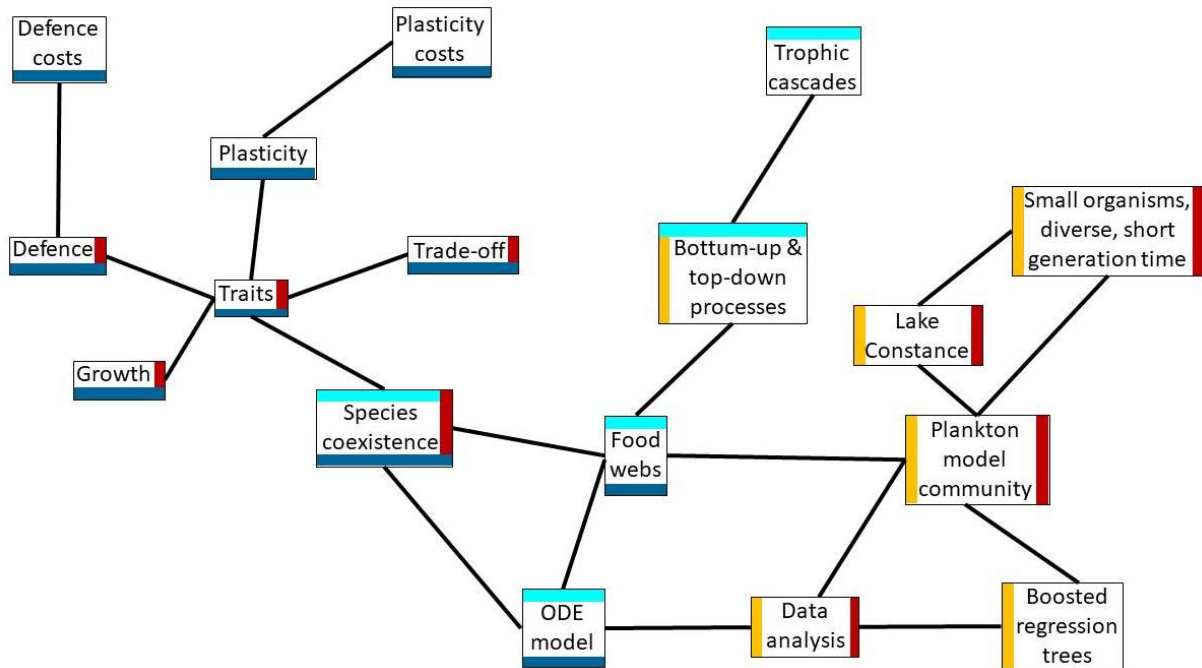 Defence
costs
Plasticity
costs
Trophic
cascades
Plasticity
Small organisms,
diverse, short
generation time
Defence
Trade-off
Bottum-up &
top-down
processes
Traits
Lake
Constance
Growth
Species
coexistence
Food
webs
Plankton
model
community
ODE
model
Data
analysis
Boosted
regression
trees